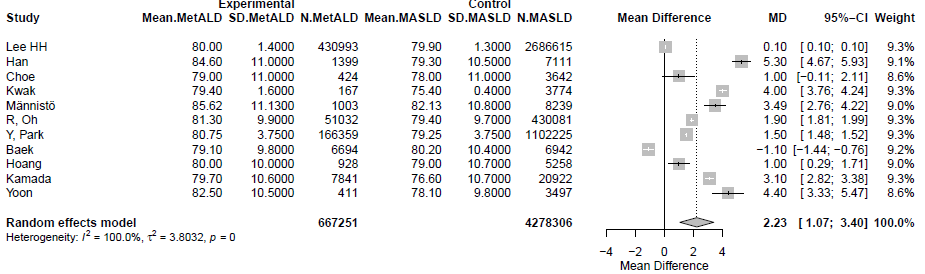 Experimental Control
Study Mean.MetALD SD.MetALD N.MetALD Mean.MASLD SD.MASLD N.MASLD Mean Difference MD 95%−CI Weight
Lee HH 80.00 1.4000 430993 79.90 1.3000 2686615 0.10 [ 0.10; 0.10] 9.3%
Han 84.60 11.0000 1399 79.30 10.5000 7111 5.30 [ 4.67; 5.93] 9.1%
Choe 79.00 11.0000 424 78.00 11.0000 3642 1.00 [−0.11; 2.11] 8.6%
Kwak 79.40 1.6000 167 75.40 0.4000 3774 4.00 [ 3.76; 4.24] 9.3%
Männistö 85.62 11.1300 1003 82.13 10.8000 8239 3.49 [ 2.76; 4.22] 9.0%
R, Oh 81.30 9.9000 51032 79.40 9.7000 430081 1.90 [ 1.81; 1.99] 9.3%
Y, Park 80.75 3.7500 166359 79.25 3.7500 1102225 1.50 [ 1.48; 1.52] 9.3%
Baek 79.10 9.8000 6694 80.20 10.4000 6942 −1.10 [−1.44; −0.76] 9.2%
Hoang 80.00 10.0000 928 79.00 10.7000 5258 1.00 [ 0.29; 1.71] 9.0%
Kamada 79.70 10.6000 7841 76.60 10.7000 20922 3.10 [ 2.82; 3.38] 9.3%
Yoon 82.50 10.5000 411 78.10 9.8000 3497 4.40 [ 3.33; 5.47] 8.6%
Random effects model 667251 4278306 2.23 [ 1.07; 3.40] 100.0%
Heterogeneity: I² = 100.0%, τ² = 3.8032, p = 0
−4 −2 0 2 4
Mean Difference